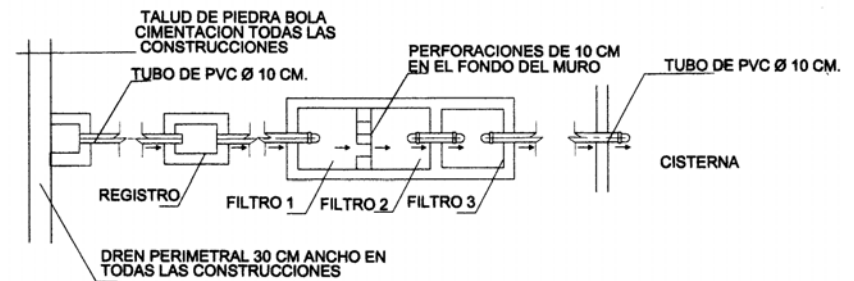 TALUD DE PIEDRA BOLA
CIMENTACION TODAS LAS
CONSTRUCCIONES
TUBO DE PVC Ø 10 CM.
PERFORACIONES DE 10 CM
EN EL FONDO DEL MURO
TUBO DE PVC Ø 10 CM.
CISTERNA
REGISTRO
FILTRO 1
FILTRO 2
FILTRO 3
DREN PERIMETRAL 30 CM ANCHO EN
TODAS LAS CONSTRUCCIONES